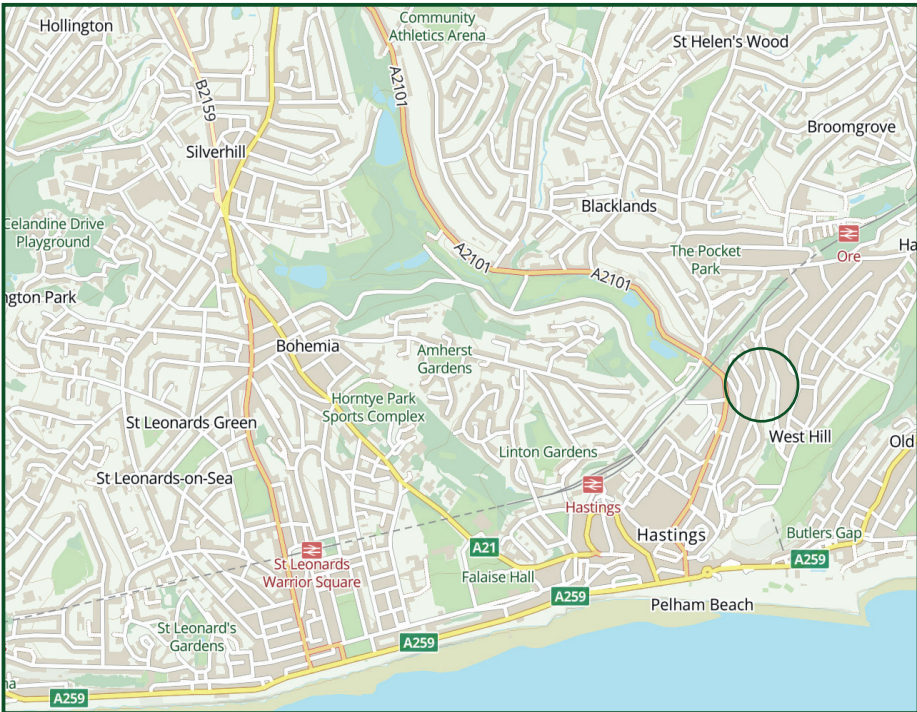 Hollington
Community
Athletics Arena
St Helen's Wood
A2101
B2159
Broomgrove
Silverhill
Blacklands
Celandine Drive
Playground
The Pocket
Park
Ore
Ha
A2101
A2101
ngton Park
Bohemia
Amherst
Gardens
Horntye Park
Sports Complex
St Leonards Green
West Hill
Old
Linton Gardens
St Leonards-on-Sea
Hastings
Hastings
Butlers Gap
A21
A259
St Leonards
Warrior Square
Falaise Hall
A259
Pelham Beach
St Leonard's
Gardens
A259
na
A259